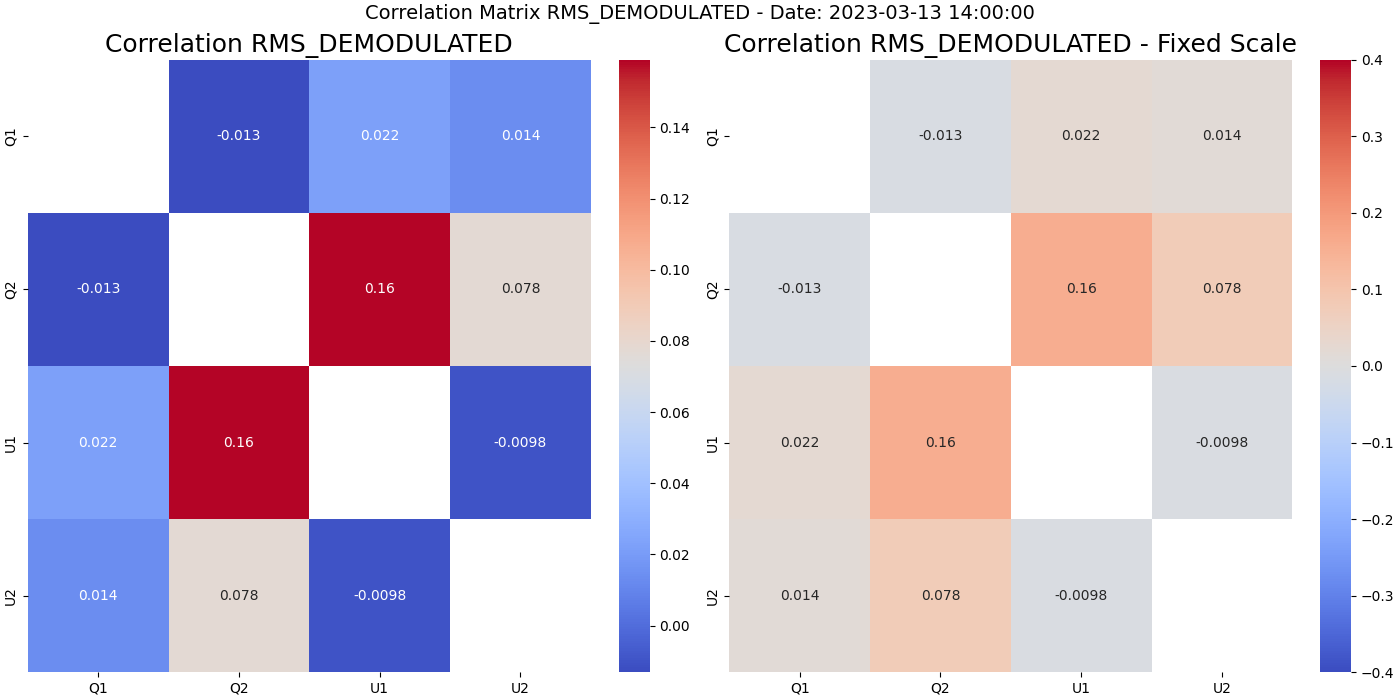 Correlation Matrix RMS_DEMODULATED - Date: 2023-03-13 14:00:00
Correlation RMS_DEMODULATED
Q1
-0.013
0.022
0.014
Q2
-0.013
0.16
0.078
U1
0.022
0.16
-0.0098
U2
0.014
0.078
-0.0098
Q1
Q2
U1
U2
0.14
0.12
0.10
0.08
0.06
0.04
0.02
0.00
Correlation RMS_DEMODULATED - Fixed Scale
Q1
-0.013
0.022
0.014
Q2
-0.013
0.16
0.078
U1
0.022
0.16
-0.0098
U2
0.014
0.078
-0.0098
Q1
Q2
U1
U2
0.4
0.3
0.2
0.1
0.0
−0.1
−0.2
−0.3
−0.4